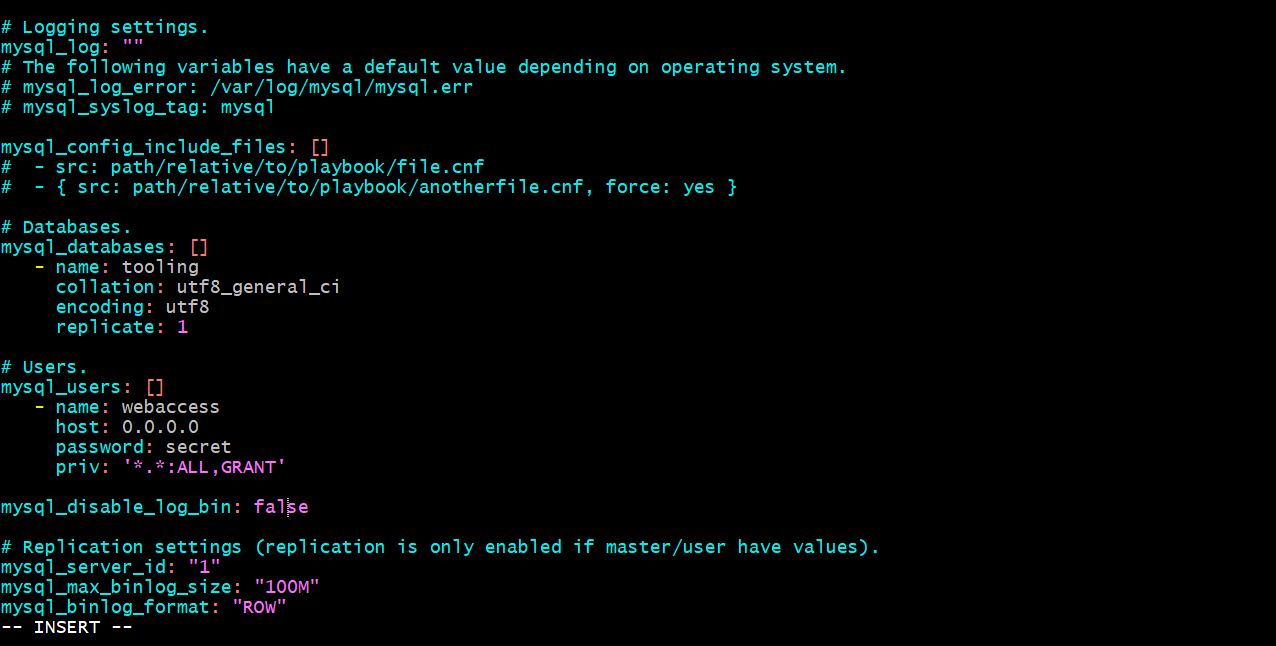 # Logging settings.
mysql_log: ""
# The following variables have a default value depending on operating system.
# mysql_log_error: /var/log/mysql/mysql.err
# mysql_syslog_tag: mysql
mysql_config_include_files: []
#  - src: path/relative/to/playbook/file.cnf
#  - { src: path/relative/to/playbook/anotherfile.cnf, force: yes }
# Databases.
mysql_databases: []
   - name: tooling
     collation: utf8_general_ci
     encoding: utf8
     replicate: 1
# Users.
mysql_users: []
   - name: webaccess
     host: 0.0.0.0
     password: secret
     priv: '*.*:ALL,GRANT'
mysql_disable_log_bin: false
# Replication settings (replication is only enabled if master/user have values).
mysql_server_id: "1"
mysql_max_binlog_size: "100M"
mysql_binlog_format: "ROW"
-- INSERT --